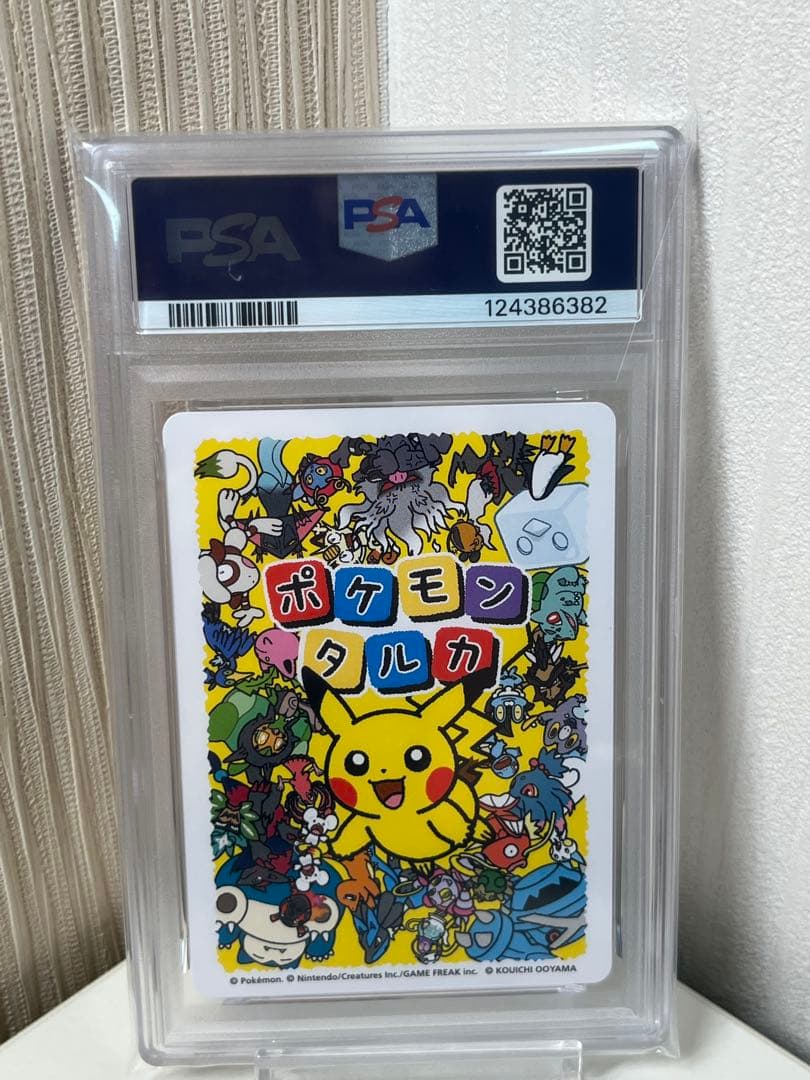 PSA
PSA
124386382
ポケモン
タルカ
© Pokémon. © Nintendo/Creatures Inc./GAME FREAK inc. © KOUICHI OOYAMA